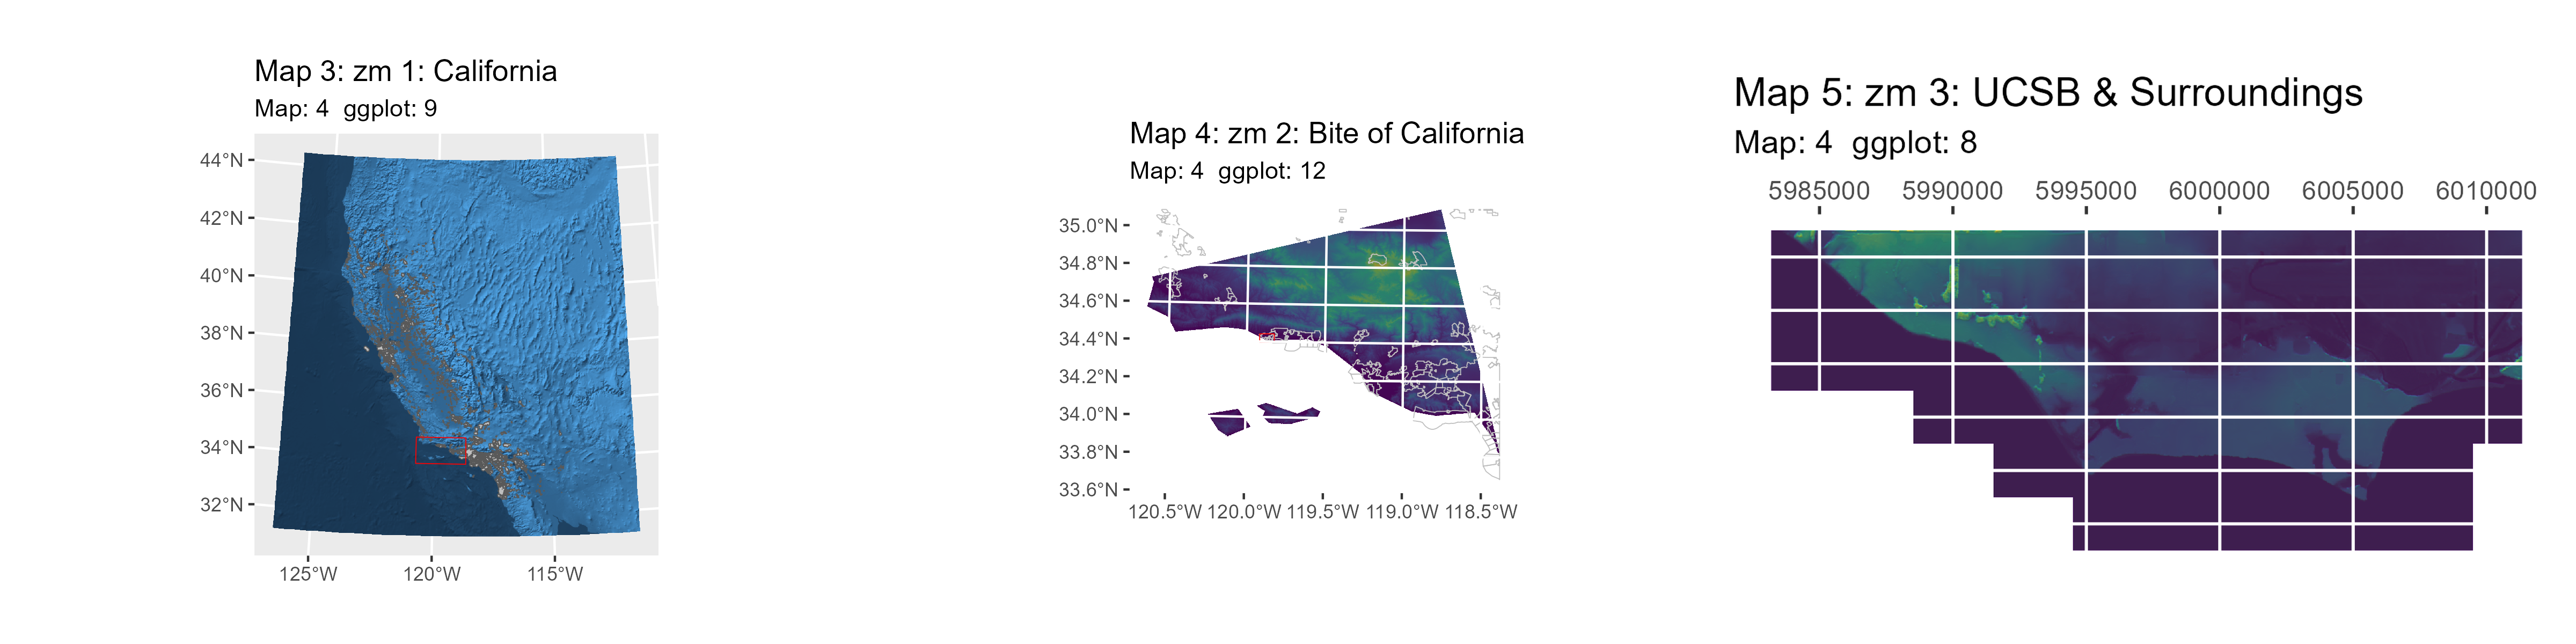 Map 3: zm 1: California
Map: 4  ggplot: 9
44°N
42°N
40°N
38°N
36°N
34°N
32°N
125°W 120°W 115°W
Map 4: zm 2: Bite of California
Map: 4  ggplot: 12
35.0°N
34.8°N
34.6°N
34.4°N
34.2°N
34.0°N
33.8°N
33.6°N
120.5°W 120.0°W 119.5°W 119.0°W 118.5°W
Map 5: zm 3: UCSB & Surroundings
Map: 4  ggplot: 8
5985000 5990000 5995000 6000000 6005000 6010000